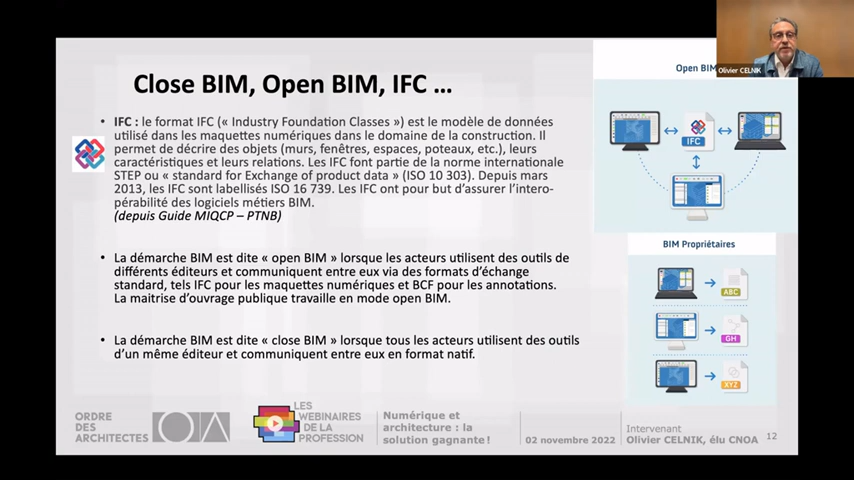 Close BIM, Open BIM, IFC ...
• IFC : le format IFC (« Industry Foundation Classes ») est le modèle de données
utilisé dans les maquettes numériques dans le domaine de la construction. Il
permet de décrire des objets (murs, fenêtres, espaces, poteaux, etc.), leurs
caractéristiques et leurs relations. Les IFC font partie de la norme internationale
STEP ou « standard for Exchange of product data » (ISO 10 303). Depuis mars
2013, les IFC sont labellisés ISO 16 739. Les IFC ont pour but d'assurer l'intero-
pérabilité des logiciels métiers BIM.
(depuis Guide MIQCP – PTNB)
• La démarche BIM est dite « open BIM » lorsque les acteurs utilisent des outils de
différents éditeurs et communiquent entre eux via des formats d'échange
standard, tels IFC pour les maquettes numériques et BCF pour les annotations.
La maitrise d'ouvrage publique travaille en mode open BIM.
• La démarche BIM est dite « close BIM » lorsque tous les acteurs utilisent des outils
d'un même éditeur et communiquent entre eux en format natif.
Open BIM
Olivier CELNIK
IFC
BIM Propriétaires
ABC
GH
XYZ
ORDRE
DES
ARCHITECTES
LES
WEBINAIRES
DE LA
PROFESSION
Numérique et
architecture : la
solution gagnante !
02 novembre 2022
Intervenant
Olivier CELNIK, élu CNOA
12